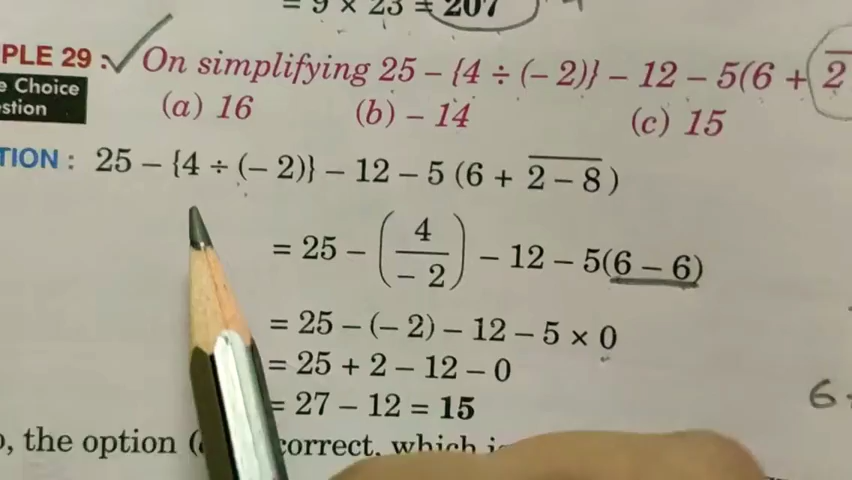 = 9 × 23 = 207
PLE 29 : On simplifying 25 – {4 ÷ (– 2)} – 12 – 5(6 + 2
e Choice
stion
(a) 16 (b) – 14 (c) 15
TION : 25 – {4 ÷ (– 2)} – 12 – 5 (6 + 2 – 8)
= 25 – (4/– 2) – 12 – 5(6 – 6)
= 25 – (– 2) – 12 – 5 × 0
= 25 + 2 – 12 – 0
6
= 27 – 12 = 15
, the option ( orrect, which